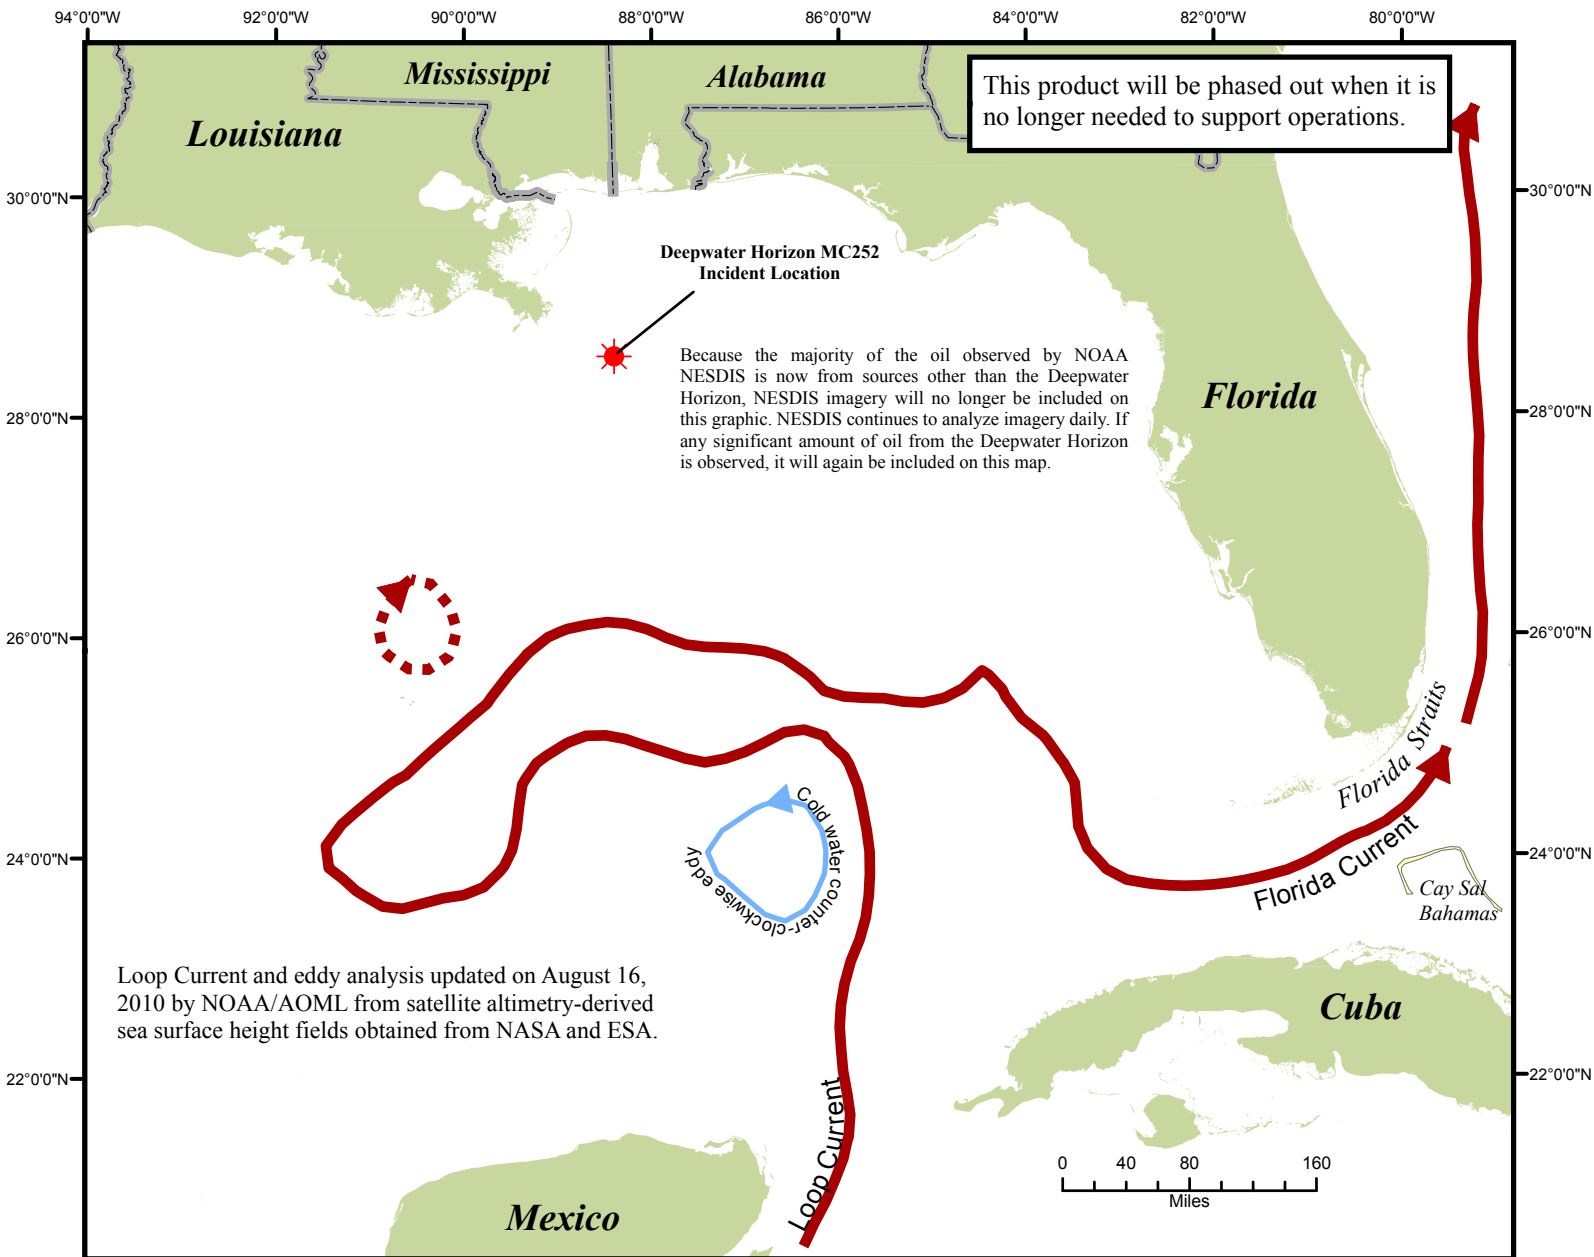 94°0'0"W
92°0'0"W
90°0'0"W
88°0'0"W
86°0'0"W
84°0'0"W
82°0'0"W
80°0'0"W
Mississippi
Alabama
This product will be phased out when it is
no longer needed to support operations.
Louisiana
30°0'0"N
30°0'0"N
Deepwater Horizon MC252
Incident Location
Because the majority of the oil observed by NOAA
NESDIS is now from sources other than the Deepwater
Horizon, NESDIS imagery will no longer be included on
this graphic. NESDIS continues to analyze imagery daily. If
any significant amount of oil from the Deepwater Horizon
is observed, it will again be included on this map.
Florida
28°0'0"N
28°0'0"N
26°0'0"N
26°0'0"N
Florida Straits
Cold water counter-clockwise eddy
24°0'0"N
24°0'0"N
Florida Current
Cay Sal
Bahamas
Loop Current and eddy analysis updated on August 16,
2010 by NOAA/AOML from satellite altimetry-derived
sea surface height fields obtained from NASA and ESA.
Cuba
22°0'0"N
22°0'0"N
Loop Current
Mexico
0
40
80
160
Miles